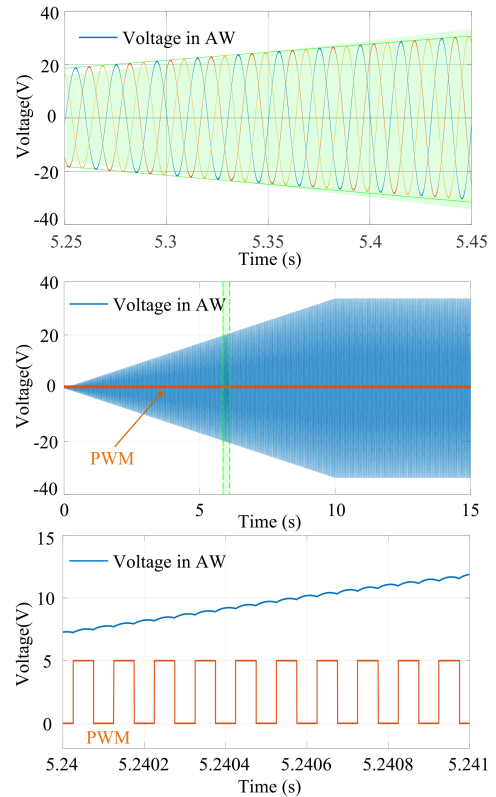 40
Voltage in AW
20
0
-20
-40
Voltage(V)
5.25 5.3 5.35 5.4 5.45
Time (s)
40
Voltage in AW
20
0
-20
-40
Voltage(V)
PWM
0 5 10 15
Time (s)
15
Voltage in AW
10
5
0
Voltage(V)
PWM
5.24 5.2402 5.2404 5.2406 5.2408 5.241
Time (s)